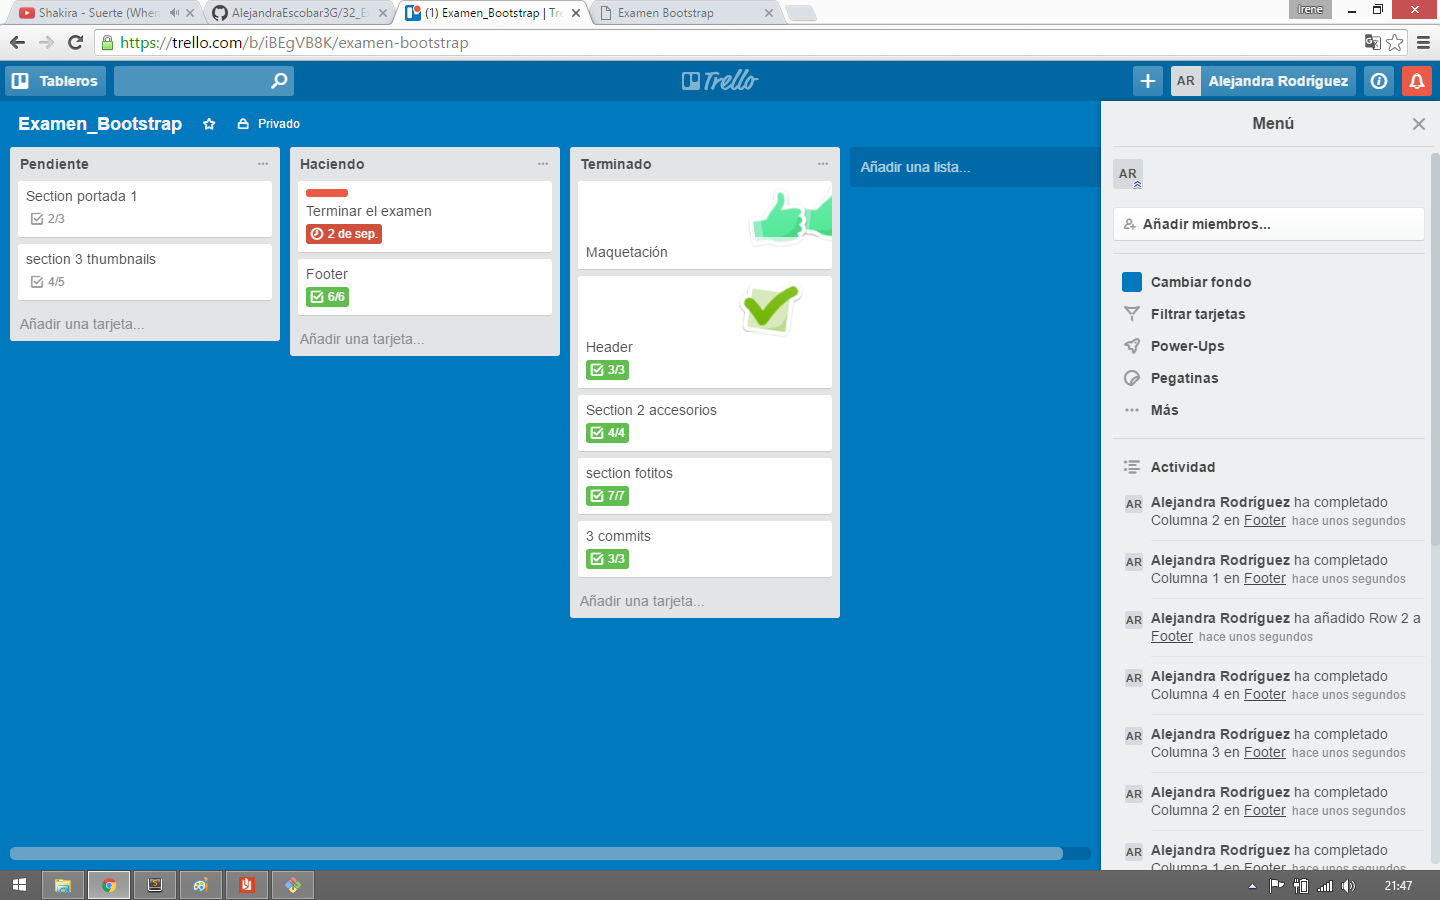 Shakira - Suerte (When
AlejandraEscobar3G/32_E
(1) Examen_Bootstrap | Tre
Examen Bootstrap
Irene
https://trello.com/b/iBEgVB8K/examen-bootstrap
Tableros
Trello
AR
Alejandra Rodríguez
Examen_Bootstrap
Privado
Pendiente
Section portada 1
2/3
section 3 thumbnails
4/5
Añadir una tarjeta...
Haciendo
Terminar el examen
2 de sep.
Footer
6/6
Añadir una tarjeta...
Terminado
Maquetación
Header
3/3
Section 2 accesorios
4/4
section fotitos
7/7
3 commits
3/3
Añadir una tarjeta...
Añadir una lista...
Menú
AR
Añadir miembros...
Cambiar fondo
Filtrar tarjetas
Power-Ups
Pegatinas
Más
Actividad
AR
Alejandra Rodríguez ha completado
Columna 2 en Footer hace unos segundos
AR
Alejandra Rodríguez ha completado
Columna 1 en Footer hace unos segundos
AR
Alejandra Rodríguez ha añadido Row 2 a
Footer hace unos segundos
AR
Alejandra Rodríguez ha completado
Columna 4 en Footer hace unos segundos
AR
Alejandra Rodríguez ha completado
Columna 3 en Footer hace unos segundos
AR
Alejandra Rodríguez ha completado
Columna 2 en Footer hace unos segundos
AR
Alejandra Rodríguez ha completado
Columna 1 en Footer hace unos segundos
21:47